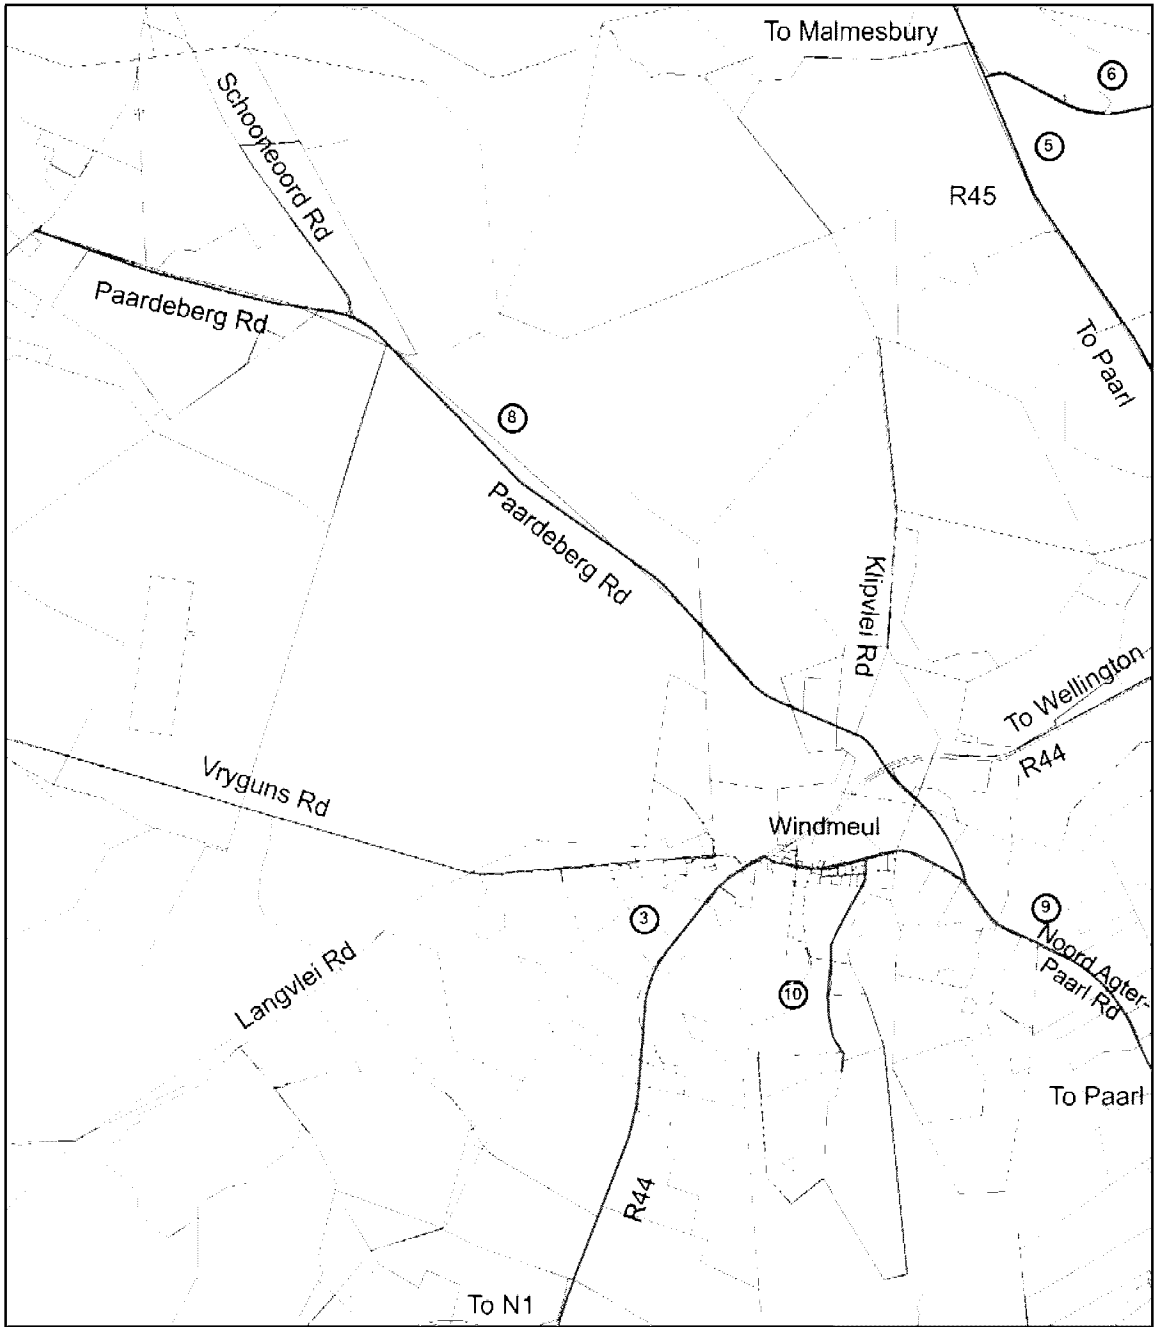 To Malmesbury
6
5
Schooneoord Rd
R45
Paardeberg Rd
To Paarl
8
Paardeberg Rd
Klipvlei Rd
To Wellington
R44
Vryguns Rd
Windmeul
3
9
Noord Agter-
Paarl Rd
Langvlei Rd
10
To Paarl
R44
To N1